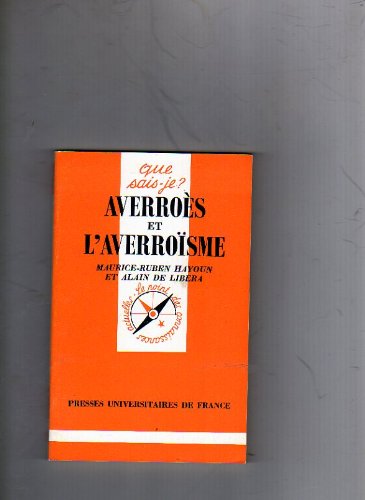 que
sais-je?
AVERROÈS
ET
L'AVERROÏSME
MAURICE-RUBEN HAYOUN
ET ALAIN DE LIBERA
Le point des connaissances actuelles
PRESSES UNIVERSITAIRES DE FRANCE